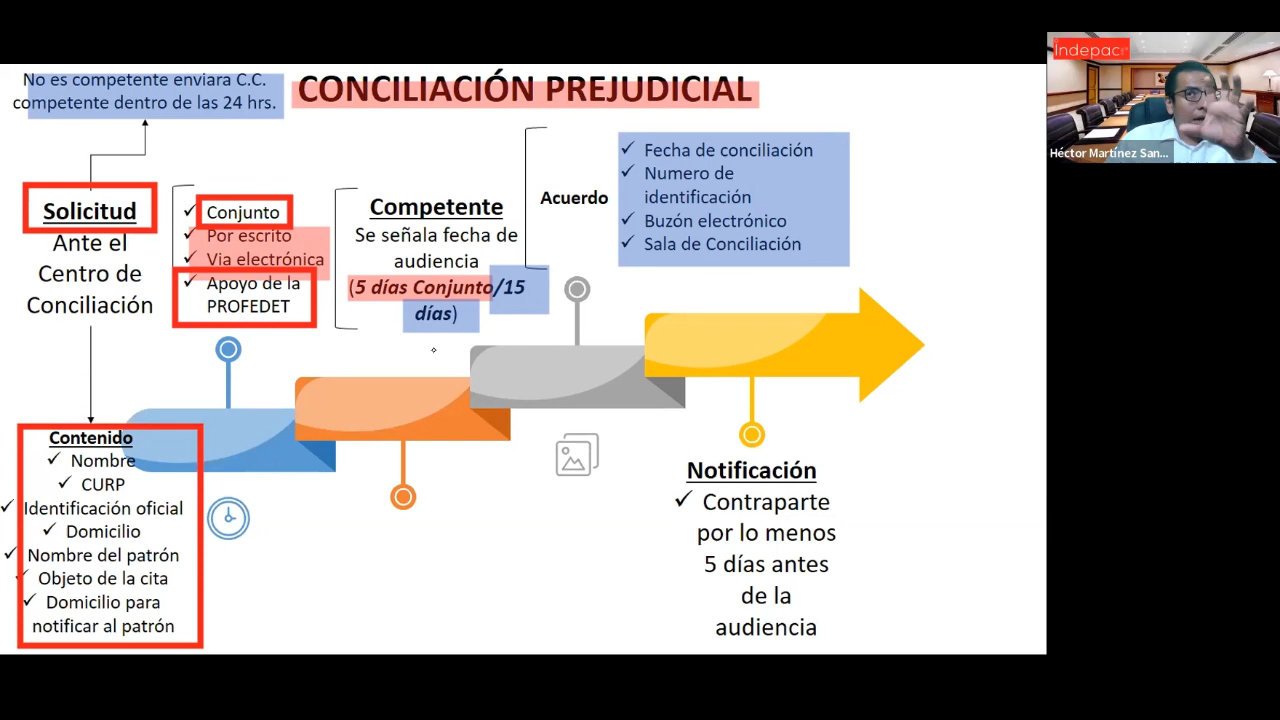 No es competente enviara C.C.
competente dentro de las 24 hrs.
CONCILIACIÓN PREJUDICIAL
Solicitud
Ante el
Centro de
Conciliación
✓ Conjunto
✓ Por escrito
✓ Via electrónica
✓ Apoyo de la
PROFEDET
Competente
Se señala fecha de
audiencia
(5 días Conjunto/15
días)
Acuerdo
✓ Fecha de conciliación
✓ Numero de
identificación
✓ Buzón electrónico
✓ Sala de Conciliación
Contenido
✓ Nombre
✓ CURP
✓ Identificación oficial
✓ Domicilio
✓ Nombre del patrón
✓ Objeto de la cita
✓ Domicilio para
notificar al patrón
Notificación
✓ Contraparte
por lo menos
5 días antes
de la
audiencia
Indepac
Héctor Martínez San...